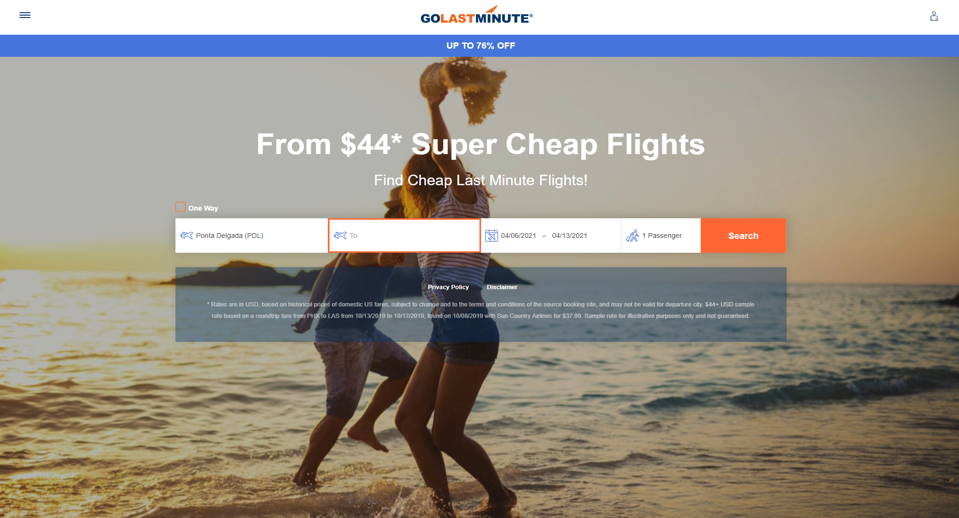 GOLASTMINUTE®
UP TO 76% OFF
From $44* Super Cheap Flights
Find Cheap Last Minute Flights!
One Way
Ponta Delgada (PDL)
To
04/06/2021 – 04/13/2021
1 Passenger
Search
Privacy Policy Disclaimer
* Rates are in USD, based on historical prices of domestic US fares, subject to change and to the terms and conditions of the source booking site, and may not be valid for departure city. $44+ USD sample
rate based on a roundtrip fare from PHX to LAS from 10/13/2019 to 10/17/2019, found on 10/08/2019 with Sun Country Airlines for $37.99. Sample rate for illustrative purposes only and not guaranteed.